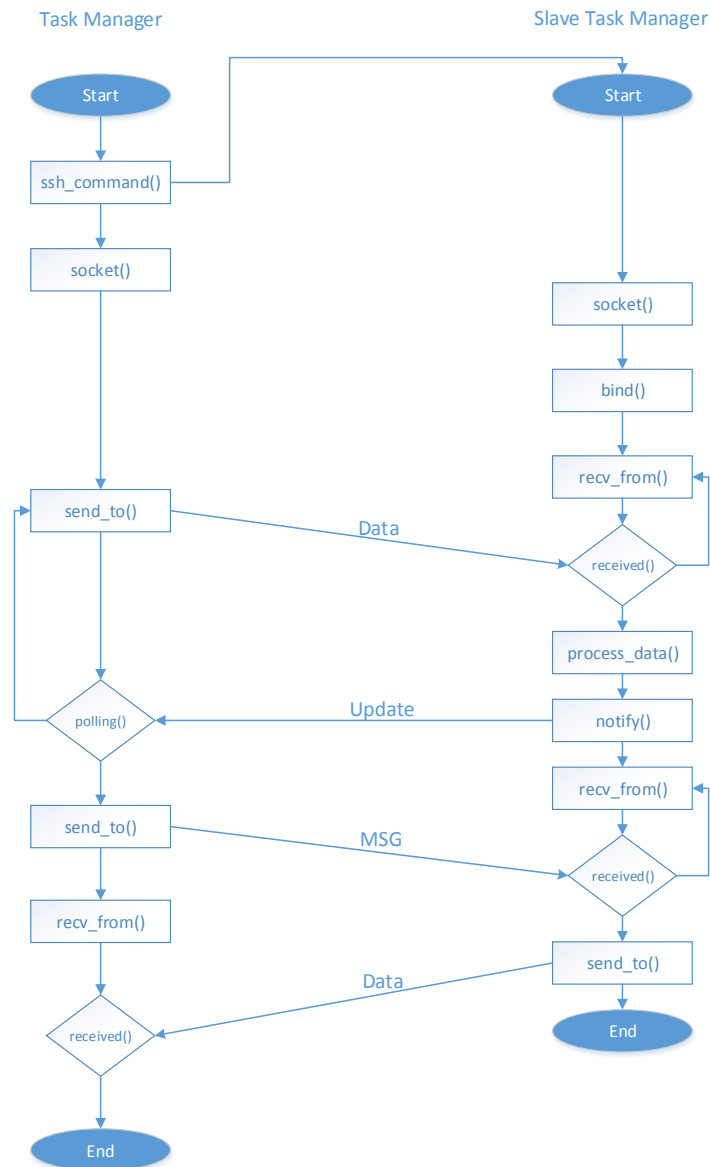 Task Manager
Slave Task Manager
Start
Start
ssh_command()
socket()
socket()
bind()
recv_from()
send_to()
Data
received()
process_data()
polling()
Update
notify()
recv_from()
send_to()
MSG
received()
recv_from()
send_to()
Data
received()
End
End